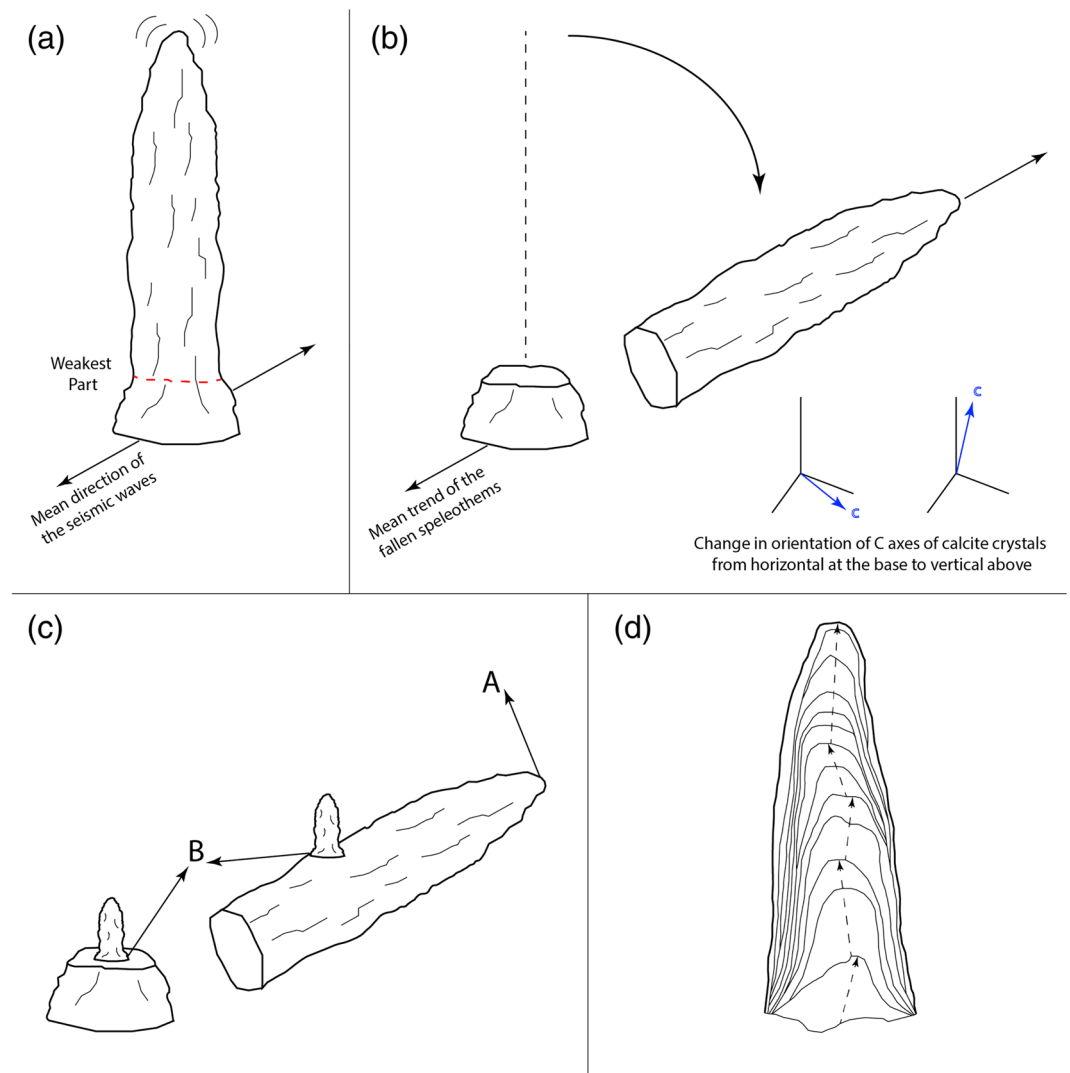 (a)
Weakest
Part
Mean direction of
the seismic waves
(b)
Mean trend of the
fallen speleothems
C
C
Change in orientation of C axes of calcite crystals
from horizontal at the base to vertical above
(c)
A
B
(d)